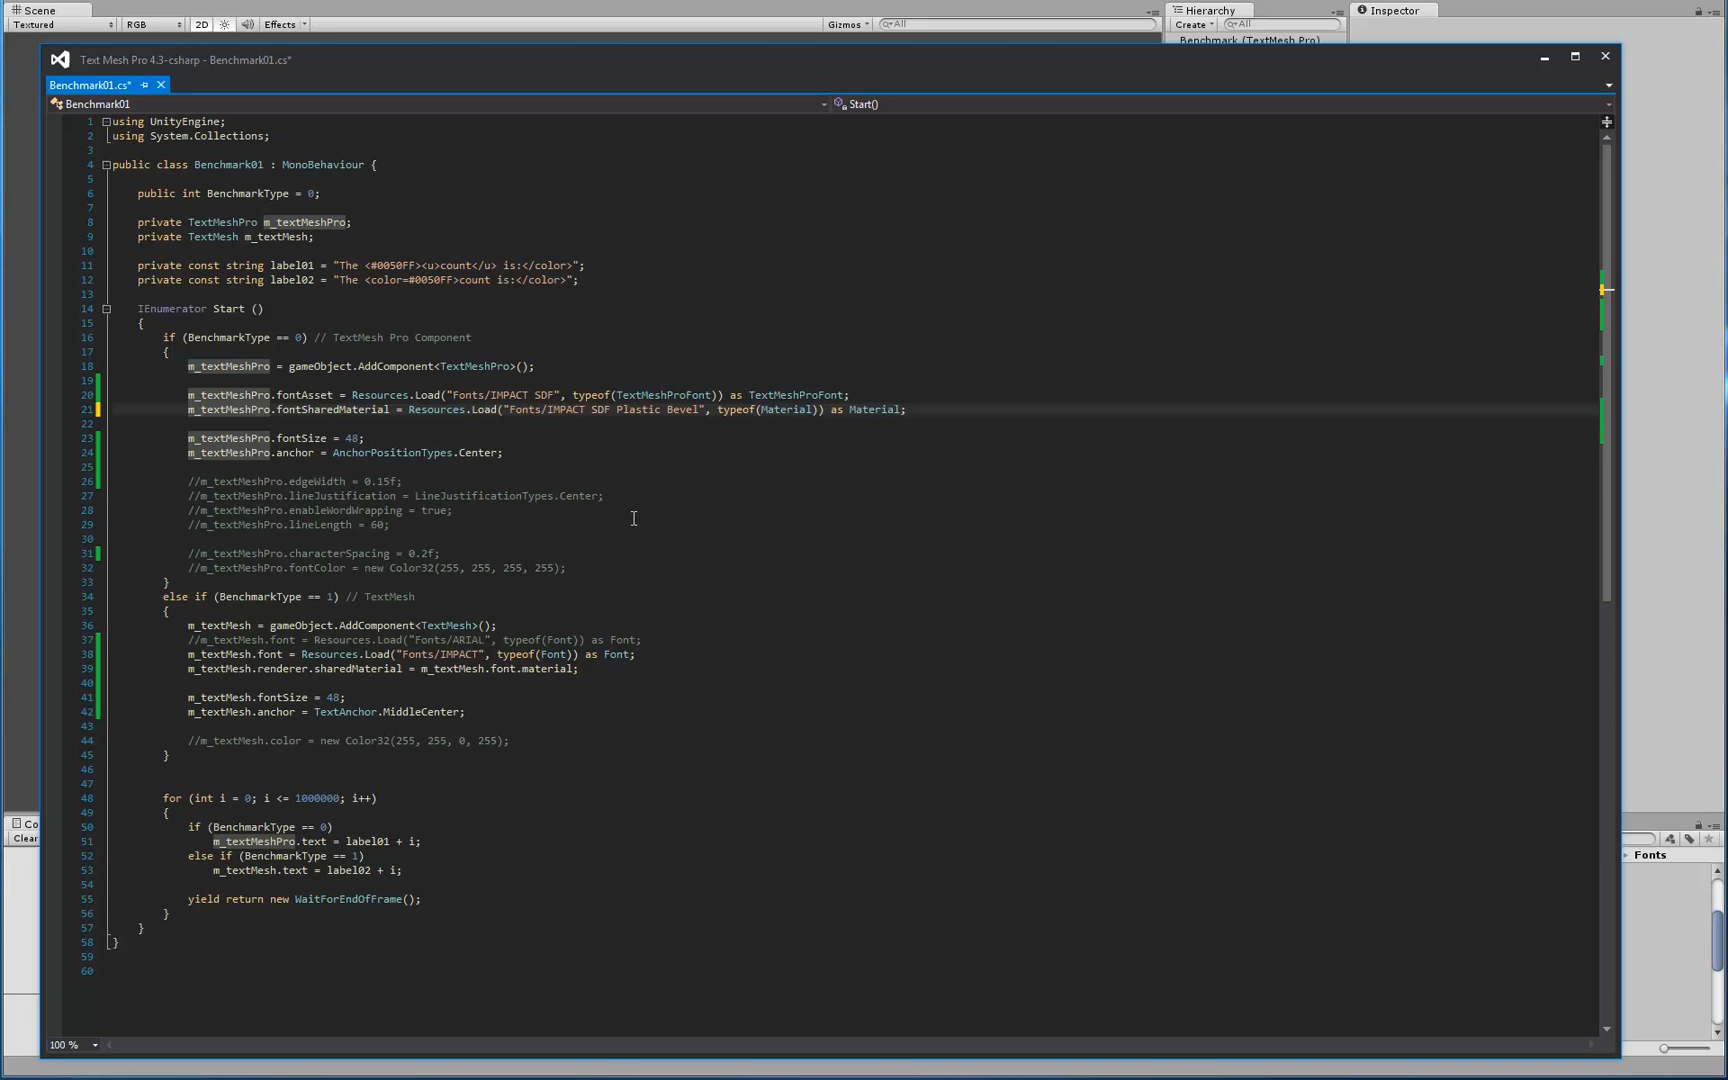 Scene
Hierarchy
Inspector
Textured
RGB
2D
Effects
Gizmos
All
Create
All
Benchmark (TextMesh Pro)
Text Mesh Pro 4.3-csharp - Benchmark01.cs*
Benchmark01.cs*
Benchmark01
Start()
1 using UnityEngine;
2 using System.Collections;
3
4 public class Benchmark01 : MonoBehaviour {
5
6 public int BenchmarkType = 0;
7
8 private TextMeshPro m_textMeshPro;
9 private TextMesh m_textMesh;
10
11 private const string label01 = "The <#0050FF><u>count</u> is:</color>";
12 private const string label02 = "The <color=#0050FF>count is:</color>";
13
14 IEnumerator Start ()
15 {
16 if (BenchmarkType == 0) // TextMesh Pro Component
17 {
18 m_textMeshPro = gameObject.AddComponent<TextMeshPro>();
19
20 m_textMeshPro.fontAsset = Resources.Load("Fonts/IMPACT SDF", typeof(TextMeshProFont)) as TextMeshProFont;
21 m_textMeshPro.fontSharedMaterial = Resources.Load("Fonts/IMPACT SDF Plastic Bevel", typeof(Material)) as Material;
22
23 m_textMeshPro.fontSize = 48;
24 m_textMeshPro.anchor = AnchorPositionTypes.Center;
25
26 //m_textMeshPro.edgeWidth = 0.15f;
27 //m_textMeshPro.lineJustification = LineJustificationTypes.Center;
28 //m_textMeshPro.enableWordWrapping = true;
29 //m_textMeshPro.lineLength = 60;
30
31 //m_textMeshPro.characterSpacing = 0.2f;
32 //m_textMeshPro.fontColor = new Color32(255, 255, 255, 255);
33 }
34 else if (BenchmarkType == 1) // TextMesh
35 {
36 m_textMesh = gameObject.AddComponent<TextMesh>();
37 //m_textMesh.font = Resources.Load("Fonts/ARIAL", typeof(Font)) as Font;
38 m_textMesh.font = Resources.Load("Fonts/IMPACT", typeof(Font)) as Font;
39 m_textMesh.renderer.sharedMaterial = m_textMesh.font.material;
40
41 m_textMesh.fontSize = 48;
42 m_textMesh.anchor = TextAnchor.MiddleCenter;
43
44 //m_textMesh.color = new Color32(255, 255, 0, 255);
45 }
46
47
48 for (int i = 0; i <= 1000000; i++)
49 {
50 if (BenchmarkType == 0)
51 m_textMeshPro.text = label01 + i;
52 else if (BenchmarkType == 1)
53 m_textMesh.text = label02 + i;
54
55 yield return new WaitForEndOfFrame();
56 }
57 }
58 }
59
60
Co
Clear
Fonts
100 %